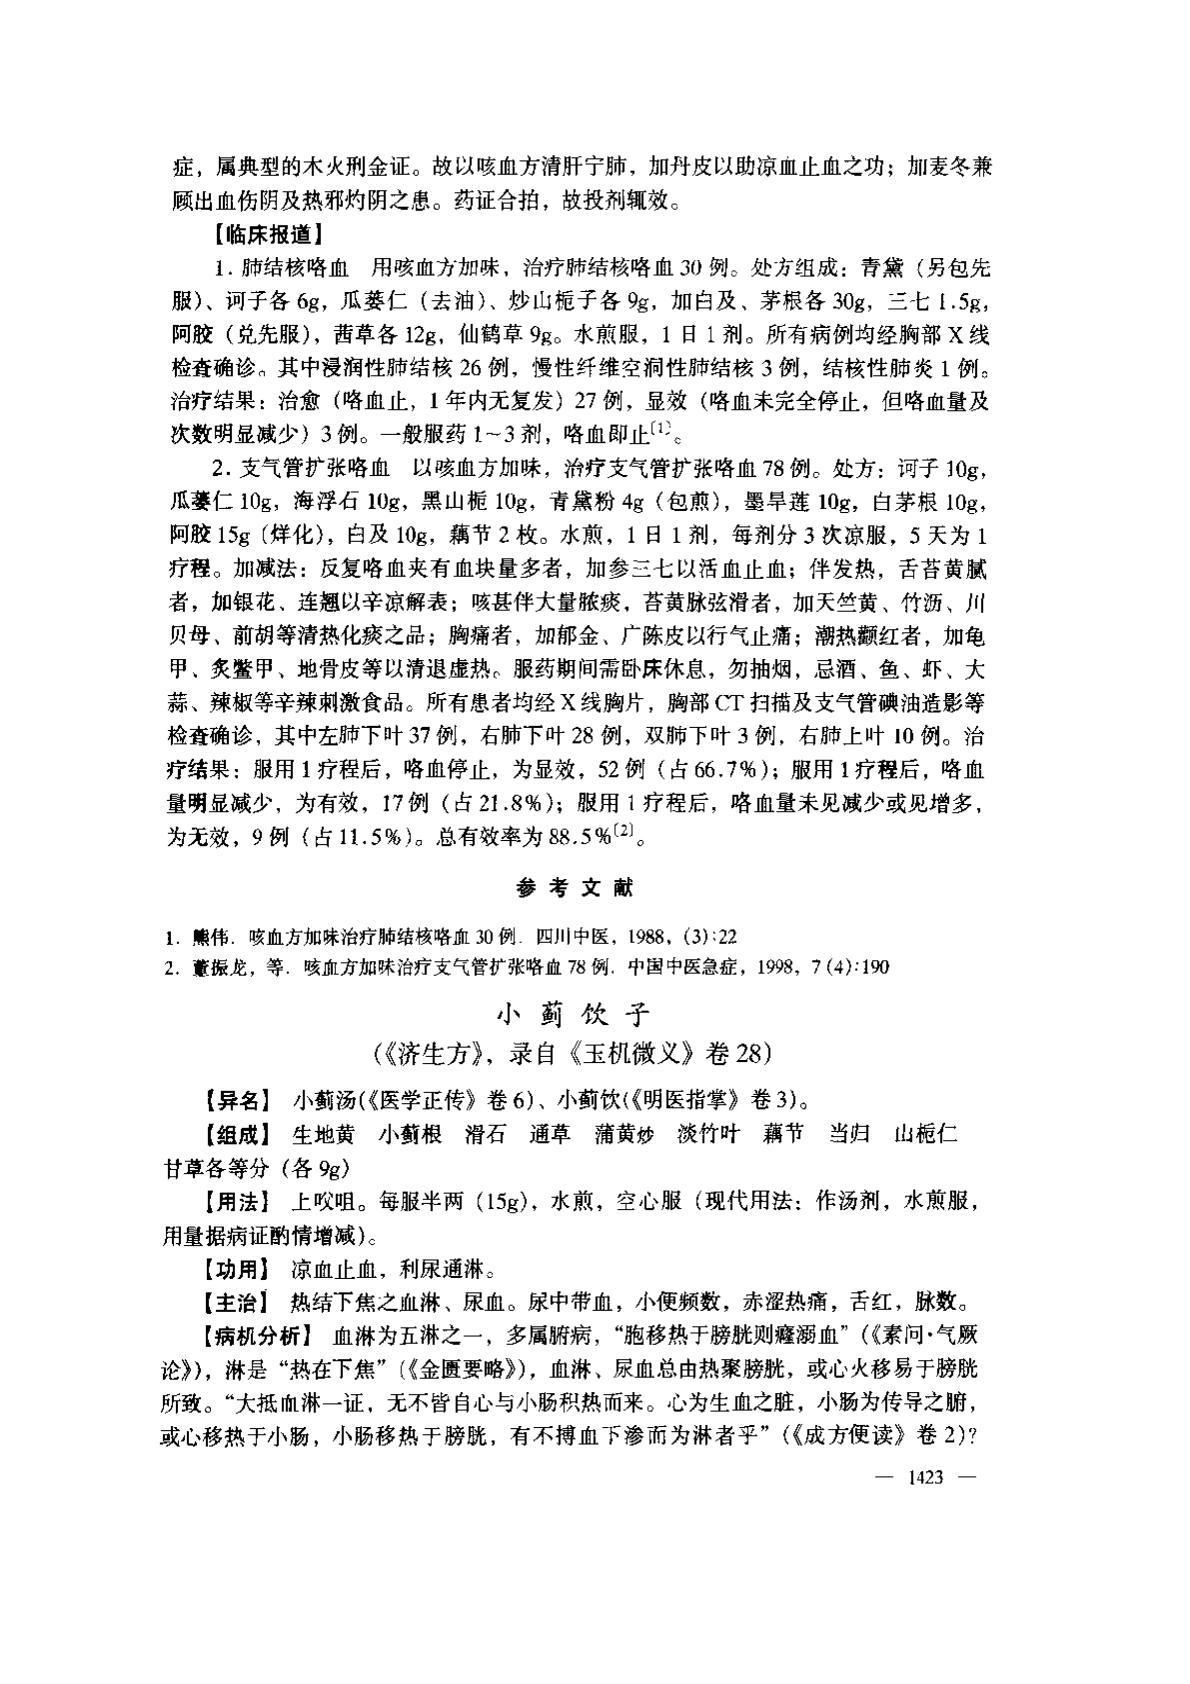 症，属典型的木火刑金证。故以咳血方清肝宁肺，加丹皮以助凉血止血之功；加麦冬兼
顾出血伤阴及热邪灼阴之患。药证合拍，故投剂辄效。
【临床报道】
1. 肺结核咯血　用咳血方加味，治疗肺结核咯血 30 例。处方组成：青黛（另包先
服）、诃子各 6g，瓜蒌仁（去油）、炒山栀子各 9g，加白及、茅根各 30g，三七 1.5g，
阿胶（兑先服），茜草各 12g，仙鹤草 9g。水煎服，1 日 1 剂。所有病例均经胸部 X 线
检查确诊。其中浸润性肺结核 26 例，慢性纤维空洞性肺结核 3 例，结核性肺炎 1 例。
治疗结果：治愈（咯血止，1 年内无复发）27 例，显效（咯血未完全停止，但咯血量及
次数明显减少）3 例。一般服药 1~3 剂，咯血即止〔1〕。
2. 支气管扩张咯血　以咳血方加味，治疗支气管扩张咯血 78 例。处方：诃子 10g，
瓜蒌仁 10g，海浮石 10g，黑山栀 10g，青黛粉 4g（包煎），墨旱莲 10g，白茅根 10g，
阿胶 15g（烊化），白及 10g，藕节 2 枚。水煎，1 日 1 剂，每剂分 3 次凉服，5 天为 1
疗程。加减法：反复咯血夹有血块量多者，加参三七以活血止血；伴发热，舌苔黄腻
者，加银花、连翘以辛凉解表；咳甚伴大量脓痰，苔黄脉弦滑者，加天竺黄、竹沥、川
贝母、前胡等清热化痰之品；胸痛者，加郁金、广陈皮以行气止痛；潮热颧红者，加龟
甲、炙鳖甲、地骨皮等以清退虚热。服药期间需卧床休息，勿抽烟，忌酒、鱼、虾、大
蒜、辣椒等辛辣刺激食品。所有患者均经 X 线胸片，胸部 CT 扫描及支气管碘油造影等
检查确诊，其中左肺下叶 37 例，右肺下叶 28 例，双肺下叶 3 例，右肺上叶 10 例。治
疗结果：服用 1 疗程后，咯血停止，为显效，52 例（占 66.7%）；服用 1 疗程后，咯血
量明显减少，为有效，17 例（占 21.8%）；服用 1 疗程后，咯血量未见减少或见增多，
为无效，9 例（占 11.5%）。总有效率为 88.5%〔2〕。
参 考 文 献
1. 熊伟. 咳血方加味治疗肺结核咯血 30 例. 四川中医，1988，(3):22
2. 董振龙，等. 咳血方加味治疗支气管扩张咯血 78 例. 中国中医急症，1998，7 (4):190
小 蓟 饮 子
（《济生方》，录自《玉机微义》卷 28）
【异名】　小蓟汤(《医学正传》卷 6)、小蓟饮(《明医指掌》卷 3)。
【组成】　生地黄　小蓟根　滑石　通草　蒲黄炒　淡竹叶　藕节　当归　山栀仁
甘草各等分（各 9g）
【用法】　上㕮咀。每服半两（15g），水煎，空心服（现代用法：作汤剂，水煎服，
用量据病证酌情增减）。
【功用】　凉血止血，利尿通淋。
【主治】　热结下焦之血淋、尿血。尿中带血，小便频数，赤涩热痛，舌红，脉数。
【病机分析】　血淋为五淋之一，多属腑病，“胞移热于膀胱则癃溺血”（《素问·气厥
论》），淋是“热在下焦”（《金匮要略》），血淋、尿血总由热聚膀胱，或心火移易于膀胱
所致。“大抵血淋一证，无不皆自心与小肠积热而来。心为生血之脏，小肠为传导之腑，
或心移热于小肠，小肠移热于膀胱，有不搏血下渗而为淋者乎”（《成方便读》卷 2）？
— 1423 —